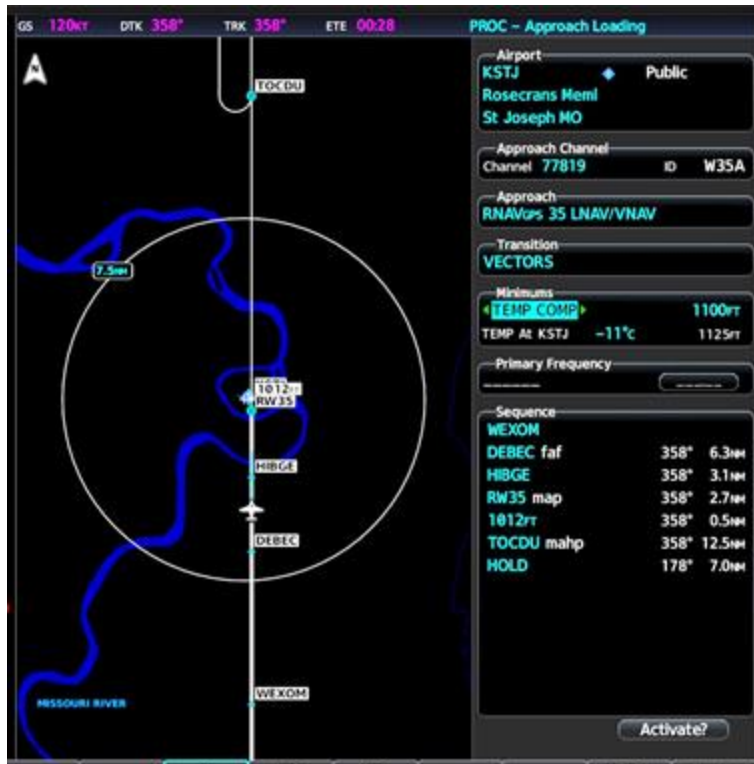 GS 120KT DTK 358° TRK 358° ETE 00:28 PROC – Approach Loading
N
TOCDU
7.5NM
1012FT
RW35
HIBGE
DEBEC
WEXOM
MISSOURI RIVER
Airport
KSTJ Public
Rosecrans Meml
St Joseph MO
Approach Channel
Channel 77819 ID W35A
Approach
RNAVGPS 35 LNAV/VNAV
Transition
VECTORS
Minimums
TEMP COMP 1100FT
TEMP At KSTJ -11°C 1125FT
Primary Frequency
______ ___.__
Sequence
WEXOM
DEBEC faf 358° 6.3NM
HIBGE 358° 3.1NM
RW35 map 358° 2.7NM
1012FT 358° 0.5NM
TOCDU mahp 358° 12.5NM
HOLD 178° 7.0NM
Activate?